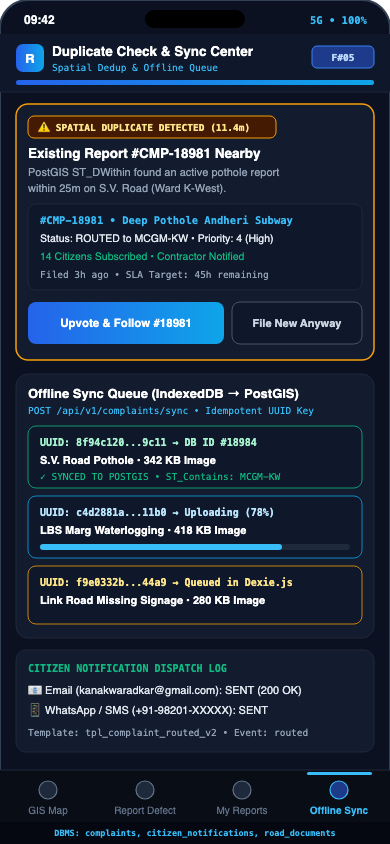 09:42
5G • 100%
R
Duplicate Check & Sync Center
Spatial Dedup & Offline Queue
F#05
⚠ SPATIAL DUPLICATE DETECTED (11.4m)
Existing Report #CMP-18981 Nearby
PostGIS ST_DWithin found an active pothole report
within 25m on S.V. Road (Ward K-West).
#CMP-18981 • Deep Pothole Andheri Subway
Status: ROUTED to MCGM-KW • Priority: 4 (High)
14 Citizens Subscribed • Contractor Notified
Filed 3h ago • SLA Target: 45h remaining
Upvote & Follow #18981
File New Anyway
Offline Sync Queue (IndexedDB → PostGIS)
POST /api/v1/complaints/sync • Idempotent UUID Key
UUID: 8f94c120...9c11 → DB ID #18984
S.V. Road Pothole • 342 KB Image
✓ SYNCED TO POSTGIS • ST_Contains: MCGM-KW
UUID: c4d2881a...11b0 → Uploading (78%)
LBS Marg Waterlogging • 418 KB Image
UUID: f9e0332b...44a9 → Queued in Dexie.js
Link Road Missing Signage • 280 KB Image
CITIZEN NOTIFICATION DISPATCH LOG
📧 Email (kanakwaradkar@gmail.com): SENT (200 OK)
📱 WhatsApp / SMS (+91-98201-XXXXX): SENT
Template: tpl_complaint_routed_v2 • Event: routed
GIS Map
Report Defect
My Reports
Offline Sync
DBMS: complaints, citizen_notifications, road_documents